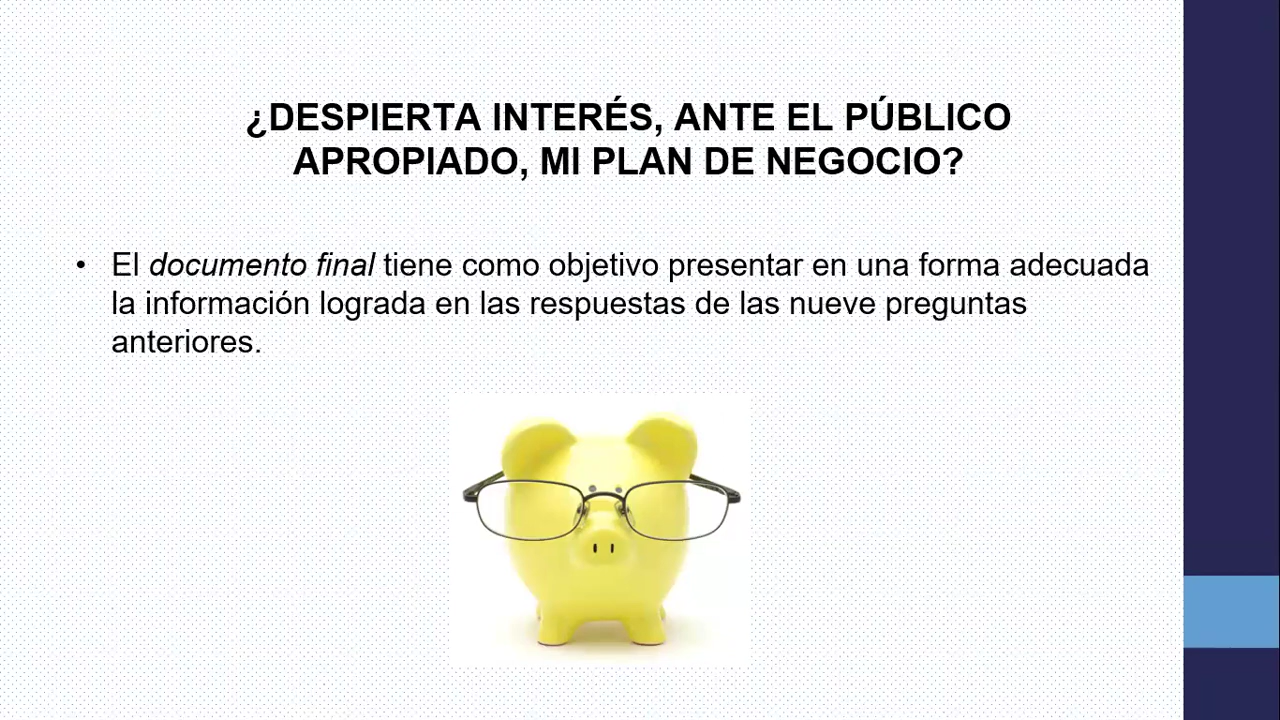 ¿DESPIERTA INTERÉS, ANTE EL PÚBLICO
APROPIADO, MI PLAN DE NEGOCIO?
• El documento final tiene como objetivo presentar en una forma adecuada
la información lograda en las respuestas de las nueve preguntas
anteriores.